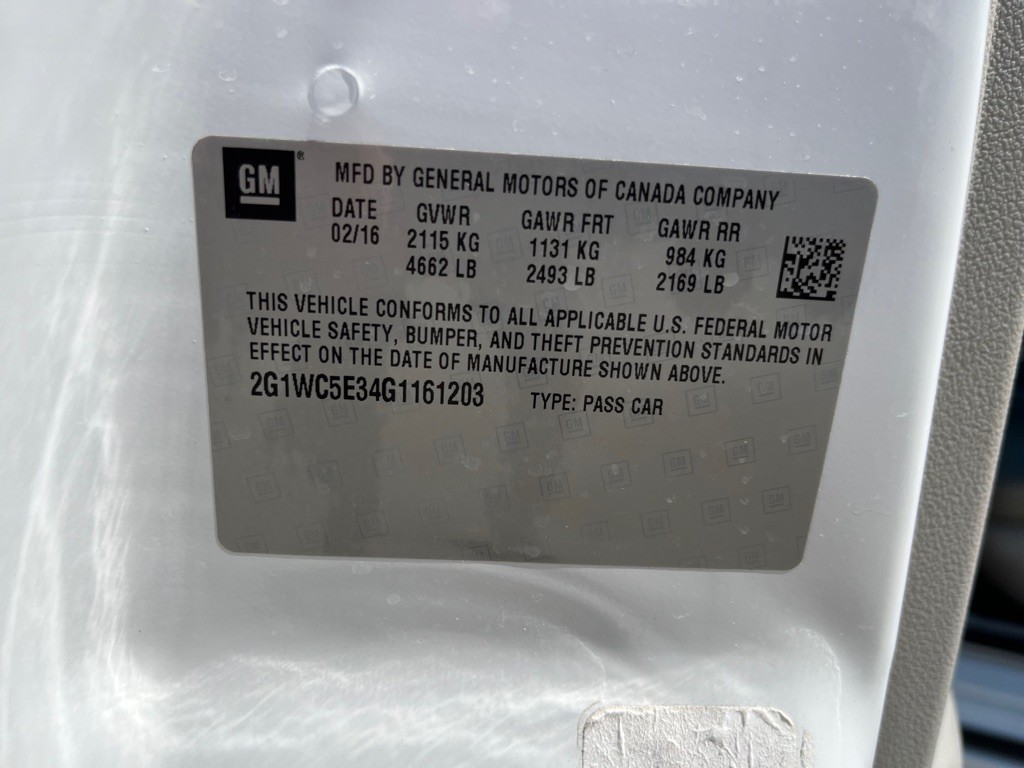 GM®
MFD BY GENERAL MOTORS OF CANADA COMPANY
DATE GVWR GAWR FRT GAWR RR
02/16 2115 KG 1131 KG 984 KG
4662 LB 2493 LB 2169 LB
THIS VEHICLE CONFORMS TO ALL APPLICABLE U.S. FEDERAL MOTOR
VEHICLE SAFETY, BUMPER, AND THEFT PREVENTION STANDARDS IN
EFFECT ON THE DATE OF MANUFACTURE SHOWN ABOVE.
2G1WC5E34G1161203 TYPE: PASS CAR